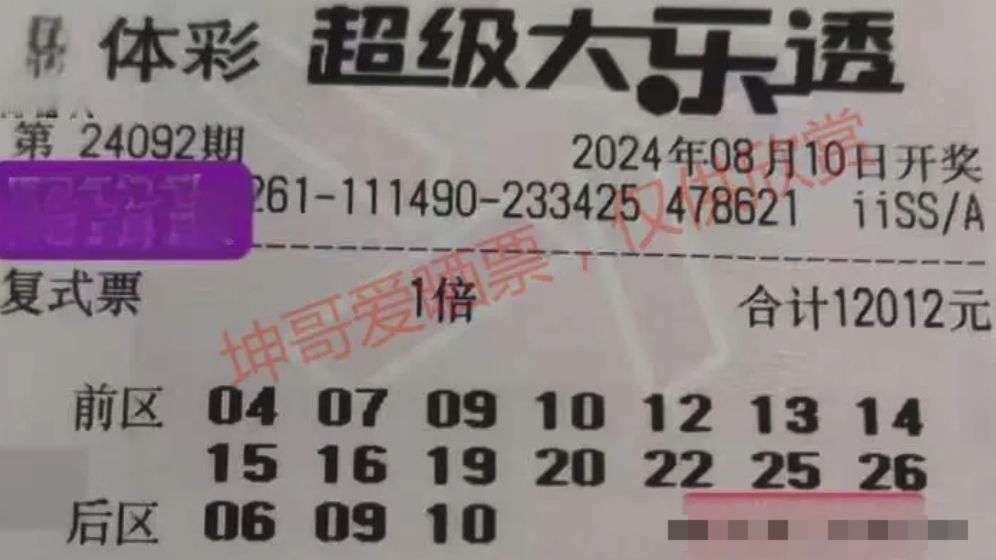 体彩 超级大乐透
第 24092期
2024年08月10日开奖
261-111490-233425 478621 iiSS/A
复式票 1倍 合计12012元
坤哥爱晒票，仅供欣赏
前区 04 07 09 10 12 13 14
15 16 19 20 22 25 26
后区 06 09 10